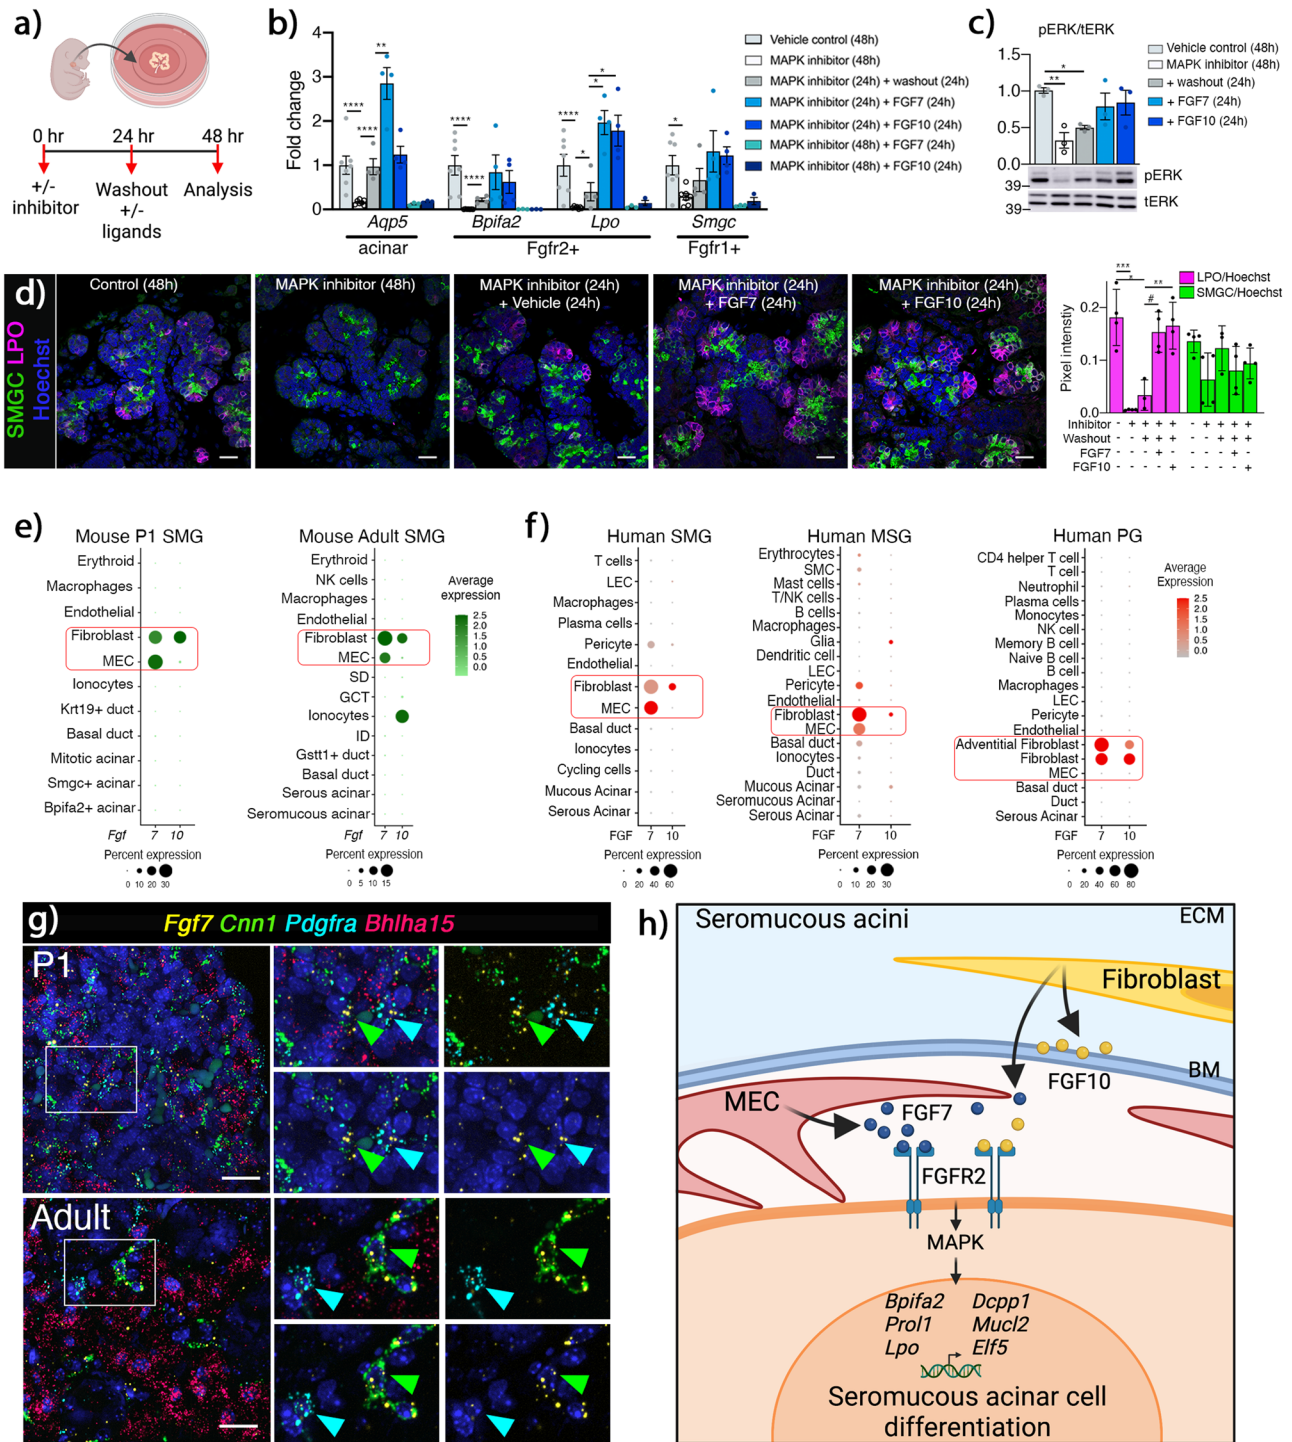 a)
0 hr 24 hr 48 hr
+/-
inhibitor
Washout
+/-
ligands
Analysis
b)
Fold change
4
3
2
1
0
****
****
**
****
****
****
*
*
*
*
Aqp5 Bpifa2 Lpo Smgc
acinar Fgfr2+ Fgfr1+
Vehicle control (48h)
MAPK inhibitor (48h)
MAPK inhibitor (24h) + washout (24h)
MAPK inhibitor (24h) + FGF7 (24h)
MAPK inhibitor (24h) + FGF10 (24h)
MAPK inhibitor (48h) + FGF7 (24h)
MAPK inhibitor (48h) + FGF10 (24h)
c)
pERK/tERK
1.5
1.0
0.5
0.0
*
**
Vehicle control (48h)
MAPK inhibitor (48h)
+ washout (24h)
+ FGF7 (24h)
+ FGF10 (24h)
39-
pERK
39-
tERK
d)
SMGC LPO
Hoechst
Control (48h)
MAPK inhibitor (48h)
MAPK inhibitor (24h)
+ Vehicle (24h)
MAPK inhibitor (24h)
+ FGF7 (24h)
MAPK inhibitor (24h)
+ FGF10 (24h)
Pixel intenstiy
0.2
0.1
0.0
***
*
**
#
LPO/Hoechst
SMGC/Hoechst
Inhibitor - + + + + - + + + +
Washout - - + + + - - + + +
FGF7 - - - + - - - - + -
FGF10 - - - - + - - - - +
e)
Mouse P1 SMG
Erythroid
Macrophages
Endothelial
Fibroblast
MEC
Ionocytes
Krt19+ duct
Basal duct
Mitotic acinar
Smgc+ acinar
Bpifa2+ acinar
Fgf 7 10
Percent expression
0 10 20 30
Mouse Adult SMG
Erythroid
NK cells
Macrophages
Endothelial
Fibroblast
MEC
SD
GCT
Ionocytes
ID
Gstt1+ duct
Basal duct
Serous acinar
Seromucous acinar
Fgf 7 10
Percent expression
0 5 10 15
Average
expression
2.5
2.0
1.5
1.0
0.5
0.0
f)
Human SMG
T cells
LEC
Macrophages
Plasma cells
Pericyte
Endothelial
Fibroblast
MEC
Basal duct
Ionocytes
Cycling cells
Mucous Acinar
Serous Acinar
FGF 7 10
Percent expression
0 20 40 60
Human MSG
Erythrocytes
SMC
Mast cells
T/NK cells
B cells
Macrophages
Glia
Dendritic cell
LEC
Pericyte
Endothelial
Fibroblast
MEC
Basal duct
Ionocytes
Duct
Mucous Acinar
Seromucous Acinar
Serous Acinar
FGF 7 10
Percent expression
0 10 20 30
Human PG
CD4 helper T cell
T cell
Neutrophil
Plasma cells
Monocytes
NK cell
Memory B cell
Naive B cell
B cell
Macrophages
LEC
Pericyte
Endothelial
Adventitial Fibroblast
Fibroblast
MEC
Basal duct
Duct
Serous Acinar
FGF 7 10
Percent expression
0 20 40 60 80
Average
Expression
2.5
2.0
1.5
1.0
0.5
0.0
g)
Fgf7 Cnn1 Pdgfra Bhlha15
P1
Adult
h)
Seromucous acini
ECM
Fibroblast
BM
FGF10
MEC
FGF7
FGFR2
MAPK
Bpifa2 Dcpp1
Prol1 Mucl2
Lpo Elf5
Seromucous acinar cell
differentiation